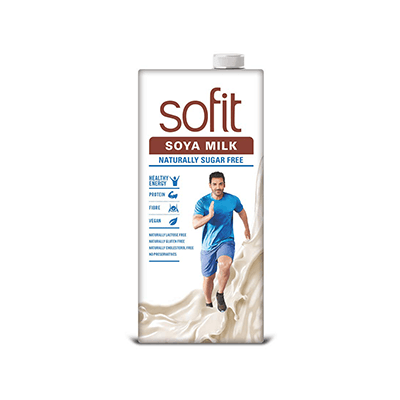 sofit
SOYA MILK
NATURALLY SUGAR FREE
HEALTHY
ENERGY
PROTEIN
FIBRE
VEGAN
NATURALLY LACTOSE FREE
NATURALLY GLUTEN FREE
NATURALLY CHOLESTEROL FREE
NO PRESERVATIVES